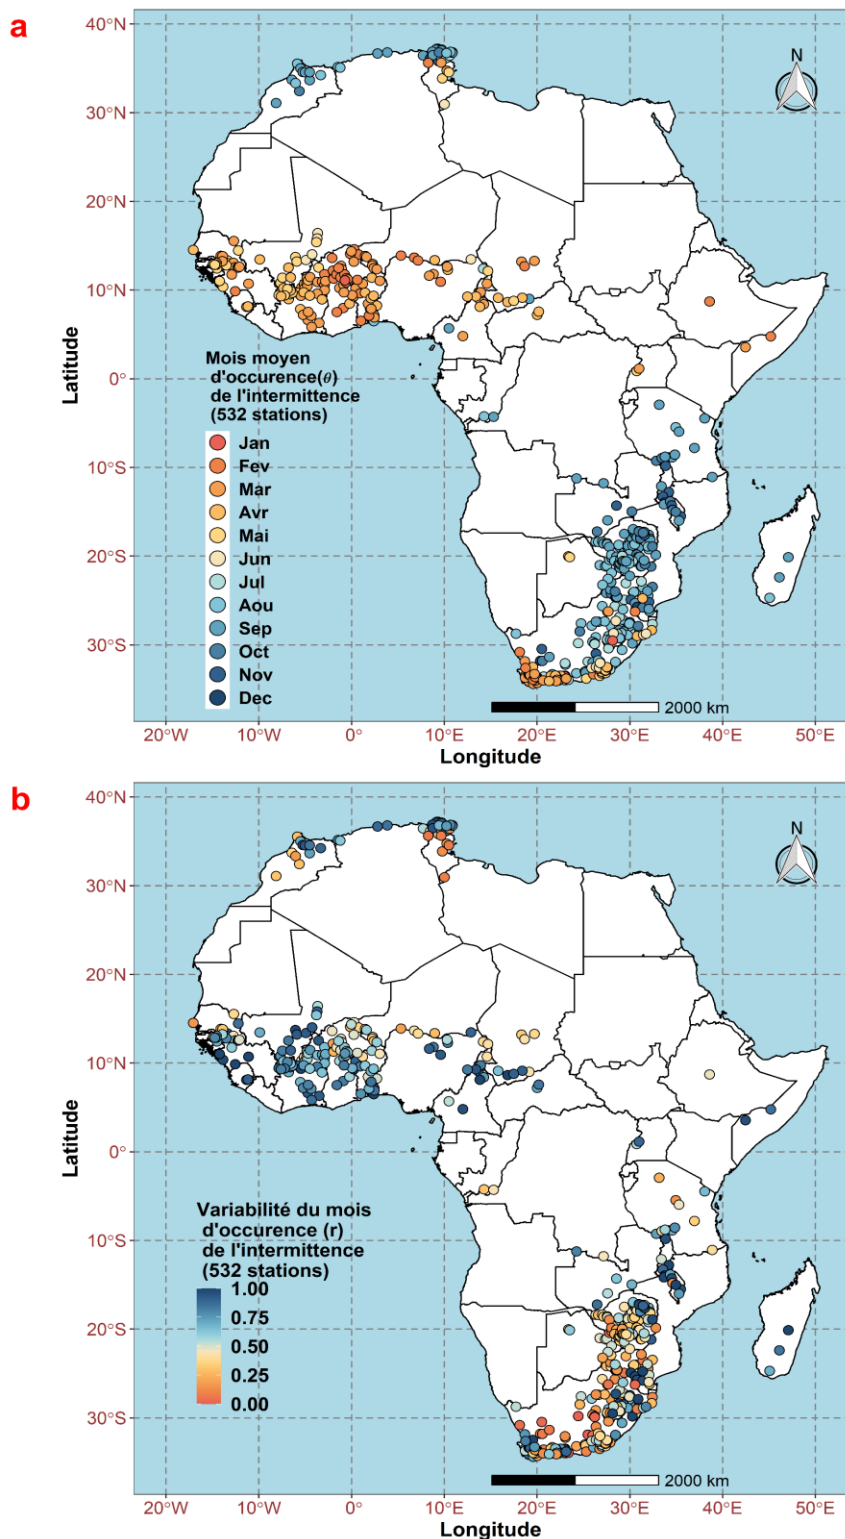 a
40°N
30°N
20°N
10°N
0°
10°S
20°S
30°S
Latitude
N
Mois moyen
d'occurence(θ)
de l'intermittence
(532 stations)
Jan
Fev
Mar
Avr
Mai
Jun
Jul
Aou
Sep
Oct
Nov
Dec
2000 km
20°W 10°W 0° 10°E 20°E 30°E 40°E 50°E
Longitude
b
40°N
30°N
20°N
10°N
0°
10°S
20°S
30°S
Latitude
N
Variabilité du mois
d'occurence (r)
de l'intermittence
(532 stations)
1.00
0.75
0.50
0.25
0.00
2000 km
20°W 10°W 0° 10°E 20°E 30°E 40°E 50°E
Longitude